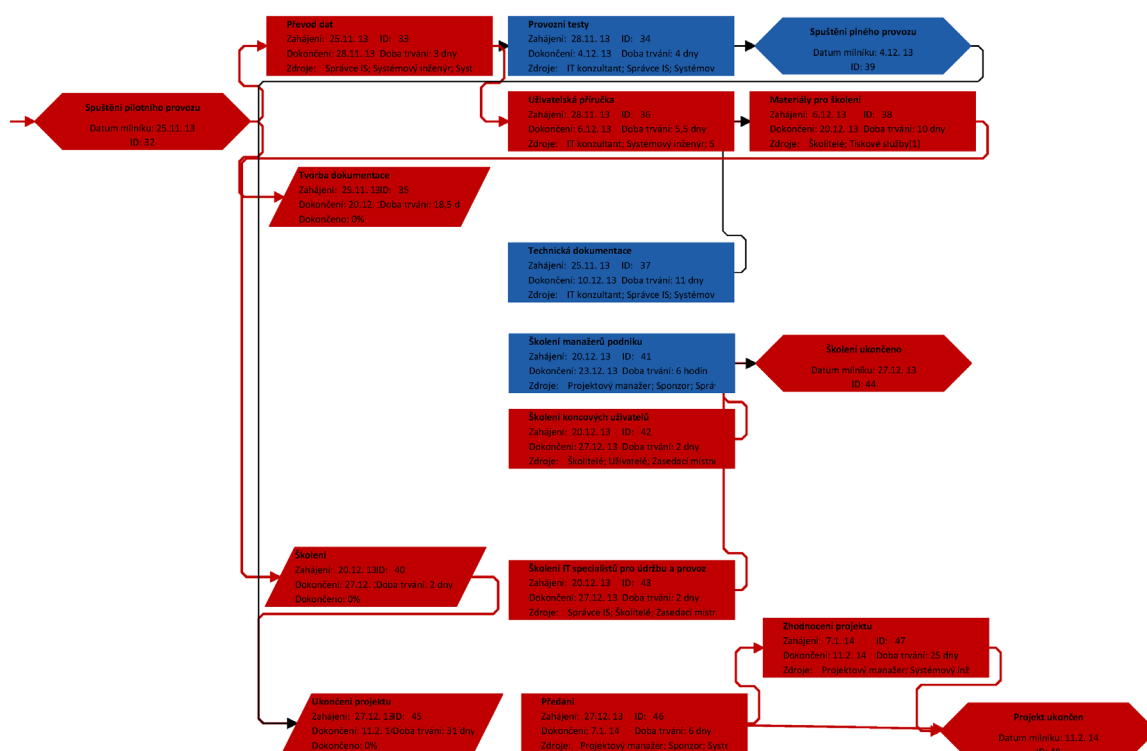 Převod dat
Zahájení: 25.11. 13 ID: 33
Dokončení: 28.11. 13 Doba trvání: 3 dny
Zdroje: Správce IS; Systémový inženýr; Syst
Provozní testy
Zahájení: 28.11. 13 ID: 34
Dokončení: 4.12. 13 Doba trvání: 4 dny
Zdroje: IT konzultant; Správce IS; Systémov
Spuštění plného provozu
Datum milníku: 4.12. 13
ID: 39
Spuštění pilotního provozu
Datum milníku: 25.11. 13
ID: 32
Uživatelská příručka
Zahájení: 28.11. 13 ID: 36
Dokončení: 6.12. 13 Doba trvání: 5,5 dny
Zdroje: IT konzultant; Systémový inženýr; S
Materiály pro školení
Zahájení: 6.12. 13 ID: 38
Dokončení: 20.12. 13 Doba trvání: 10 dny
Zdroje: Školitelé; Tiskové služby[1]
Tvorba dokumentace
Zahájení: 25.11. 13ID: 35
Dokončení: 20.12. Doba trvání: 18,5 d
Dokončeno: 0%
Technická dokumentace
Zahájení: 25.11. 13 ID: 37
Dokončení: 10.12. 13 Doba trvání: 11 dny
Zdroje: IT konzultant; Správce IS; Systémov
Školení manažerů podniku
Zahájení: 20.12. 13 ID: 41
Dokončení: 23.12. 13 Doba trvání: 6 hodin
Zdroje: Projektový manažer; Sponzor; Sprá
Školení ukončeno
Datum milníku: 27.12. 13
ID: 44
Školení koncových uživatelů
Zahájení: 20.12. 13 ID: 42
Dokončení: 27.12. 13 Doba trvání: 2 dny
Zdroje: Školitelé; Uživatelé; Zasedací místn
Školení
Zahájení: 20.12. 13ID: 40
Dokončení: 27.12. Doba trvání: 2 dny
Dokončeno: 0%
Školení IT specialistů pro údržbu a provoz
Zahájení: 20.12. 13 ID: 43
Dokončení: 27.12. 13 Doba trvání: 2 dny
Zdroje: Správce IS; Školitelé; Zasedací místr
Zhodnocení projektu
Zahájení: 7.1. 14 ID: 47
Dokončení: 11.2. 14 Doba trvání: 25 dny
Zdroje: Projektový manažer; Systémový inž
Ukončení projektu
Zahájení: 27.12. 13ID: 45
Dokončení: 11.2. 1Doba trvání: 31 dny
Dokončeno: 0%
Předání
Zahájení: 27.12. 13 ID: 46
Dokončení: 7.1. 14 Doba trvání: 6 dny
Zdroje: Projektový manažer; Sponzor; Systé
Projekt ukončen
Datum milníku: 11.2. 14